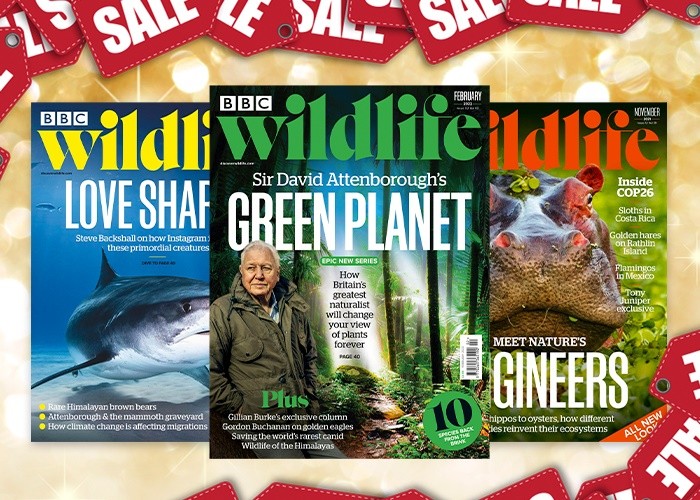 SALE
SALE
SALE
SALE
BBC
wildli
LOVE SHAR
Steve Backshall on how Instagram
these primordial creatures
Rare Himalayan brown bears
Attenborough & the mammoth graveyard
How climate change is affecting migrations
BBC
wildlife
FEBRUARY
2022
Sir David Attenborough's
GREEN PLANET
EPIC NEW SERIES
How
Britain's
greatest
naturalist
will change
your view
of plants
forever
PAGE 40
Plus
Gillian Burke's exclusive column
Gordon Buchanan on golden eagles
Saving the world's rarest canid
Wildlife of the Himalayas
10
SPECIES BACK
FROM THE
BRINK
ildlife
NOVEMBER
2021
Inside
COP26
Sloths in
Costa Rica
Golden hares
on Rathlin
Island
Flamingos
in Mexico
Tony
Juniper
exclusive
MEET NATURE'S
GINEERS
hippos to oysters, how different
ies reinvent their ecosystems
ALL NEW
LOOK
SALE
SALE